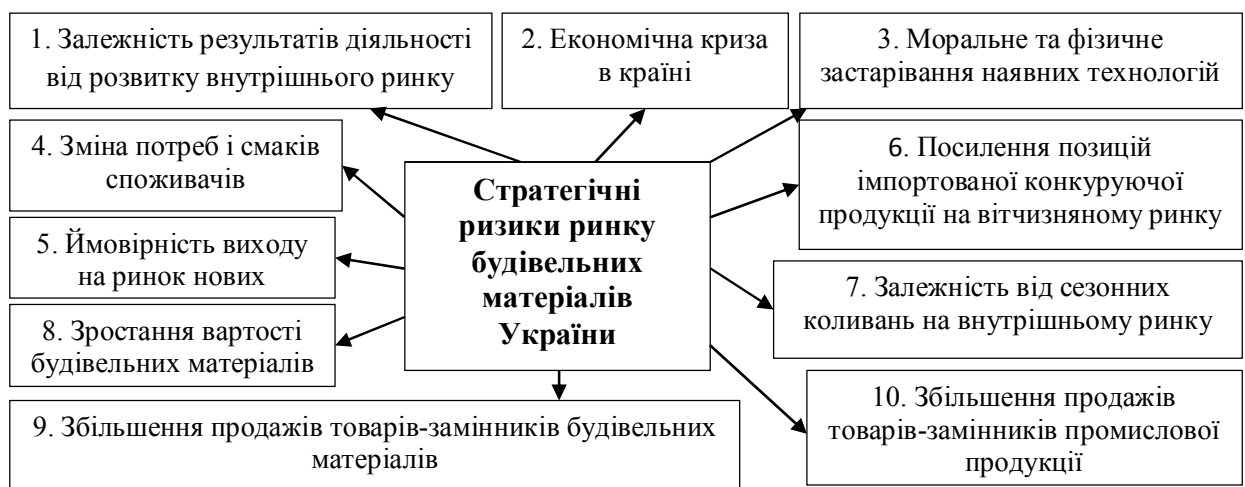 1. Залежність результатів діяльності
від розвитку внутрішнього ринку
2. Економічна криза
в країні
3. Моральне та фізичне
застарівання наявних технологій
4. Зміна потреб і смаків
споживачів
Стратегічні
ризики ринку
будівельних
матеріалів
України
6. Посилення позицій
імпортованої конкуруючої
продукції на вітчизняному ринку
5. Ймовірність виходу
на ринок нових
7. Залежність від сезонних
коливань на внутрішньому ринку
8. Зростання вартості
будівельних матеріалів
9. Збільшення продажів товарів-замінників будівельних
матеріалів
10. Збільшення продажів
товарів-замінників промислової
продукції